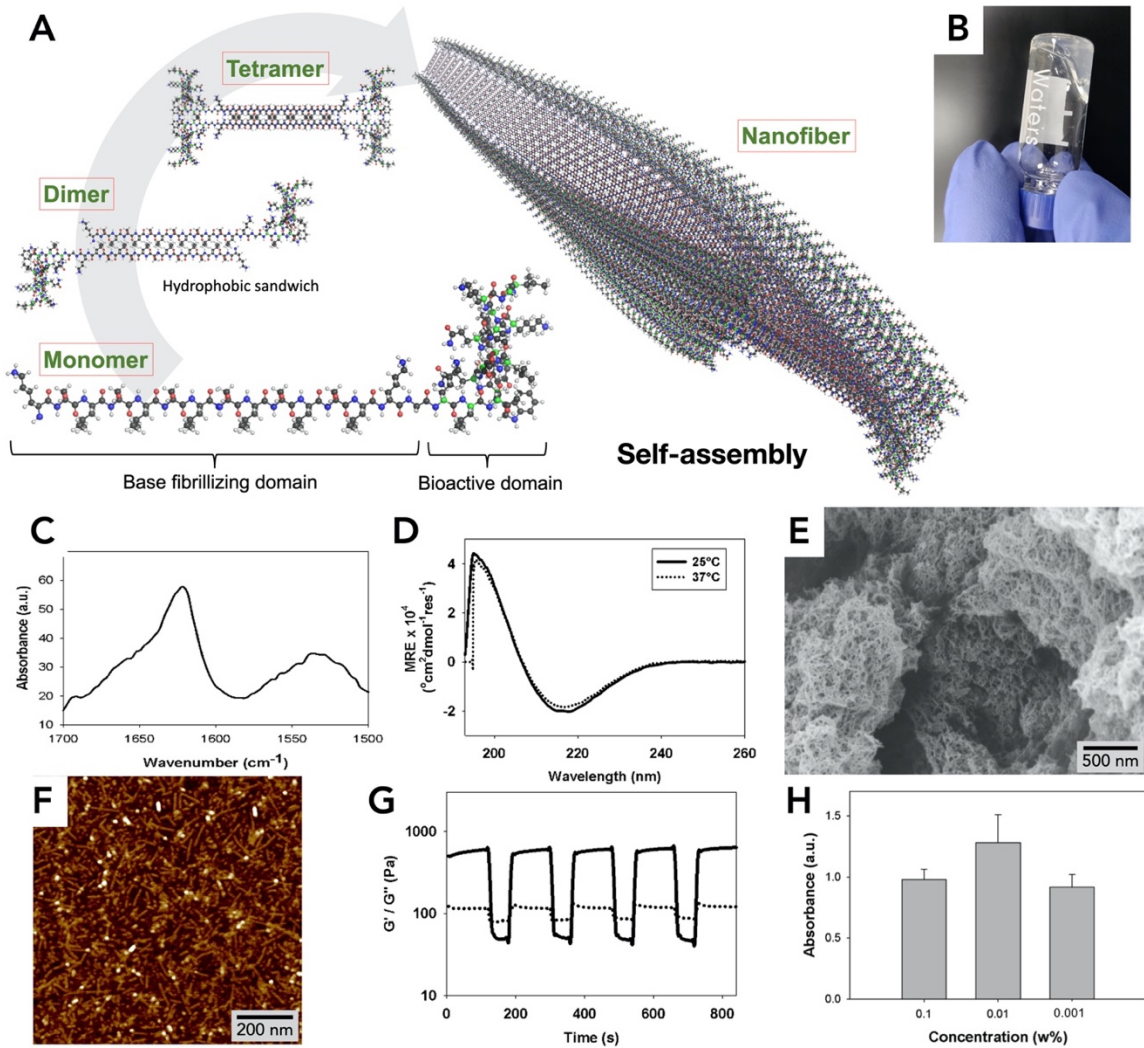 A
Tetramer
Nanofiber
Dimer
Hydrophobic sandwich
Monomer
Base fibrillizing domain
Bioactive domain
Self-assembly
B
Waters
C
Absorbance (a.u.)
60
50
40
30
20
10
1700
1650
1600
1550
1500
Wavenumber (cm⁻¹)
D
MRE x 10⁴
(°cm²dmol⁻¹res⁻¹)
4
2
0
-2
200
220
240
260
Wavelength (nm)
25°C
37°C
E
500 nm
F
200 nm
G
G' / G'' (Pa)
1000
100
10
0
200
400
600
800
Time (s)
H
Absorbance (a.u.)
1.5
1.0
0.5
0.0
0.1
0.01
0.001
Concentration (w%)